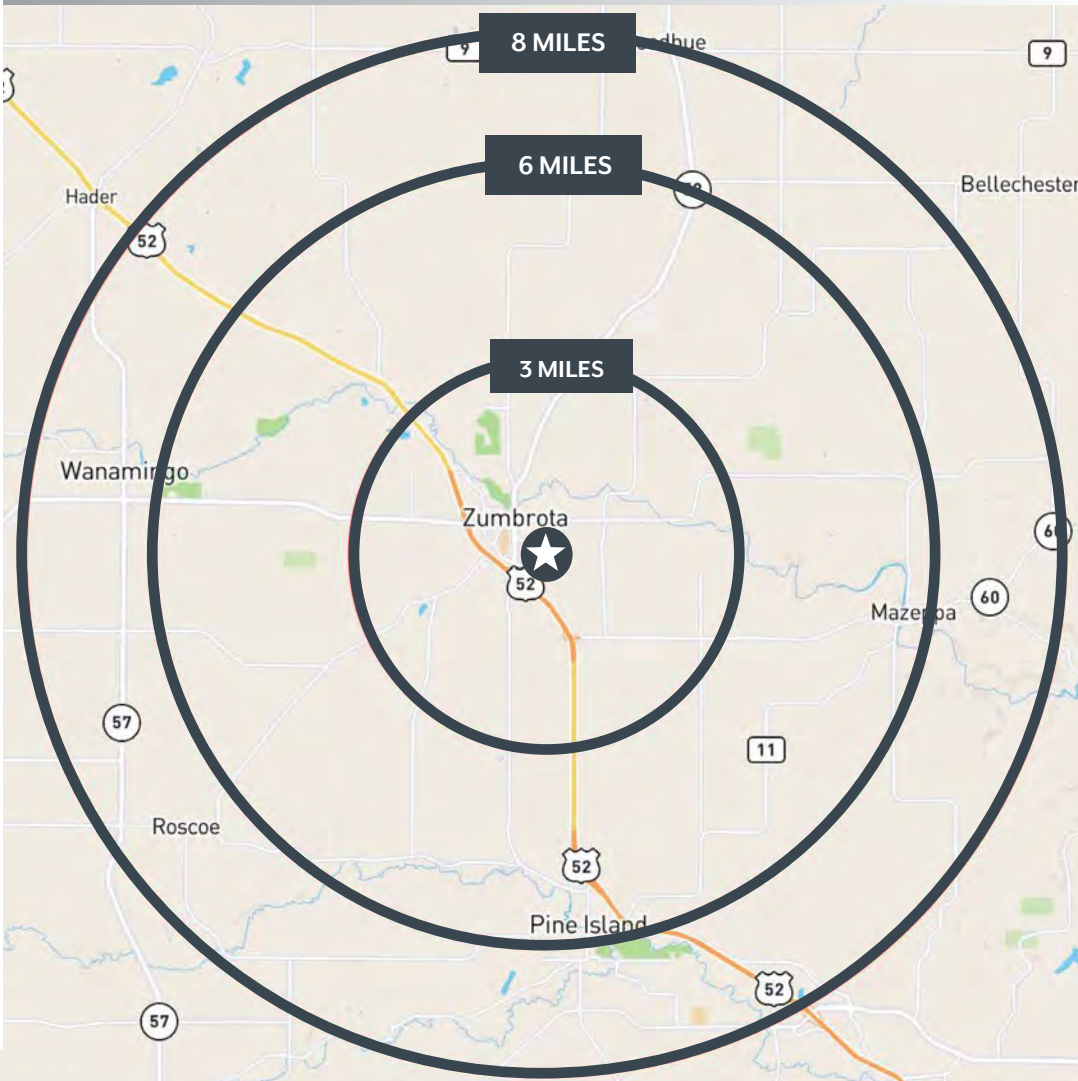 8 MILES
9
9
6 MILES
Bellechester
Hader
52
3 MILES
Wanamingo
Zumbrota
60
52
60
Mazeppa
57
11
Roscoe
52
Pine Island
52
57